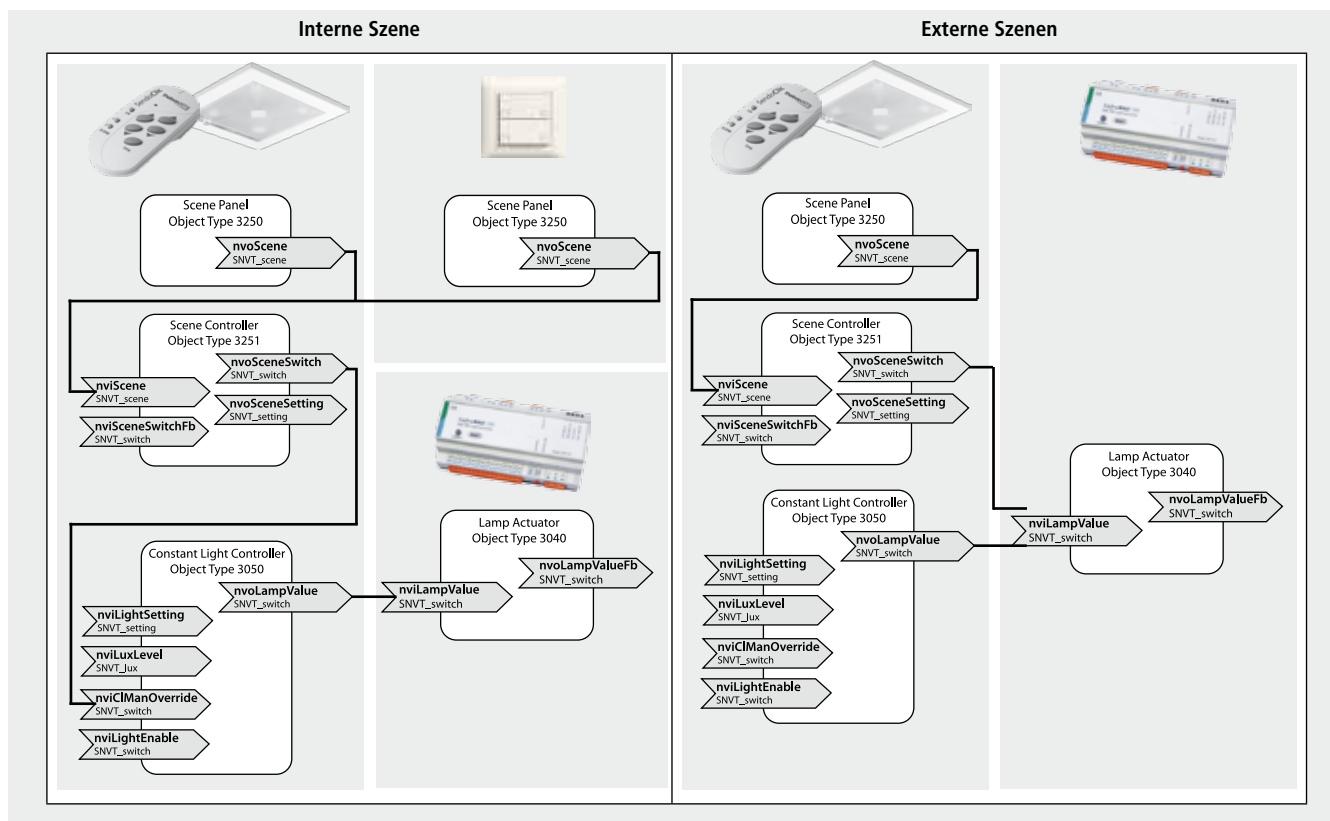 Interne Szene
Scene Panel
Object Type 3250
nvoScene
SNVT_scene
Scene Panel
Object Type 3250
nvoScene
SNVT_scene
Scene Controller
Object Type 3251
nvoSceneSwitch
SNVT_switch
nviScene
SNVT_scene
nvoSceneSetting
SNVT_setting
nviSceneSwitchFb
SNVT_switch
Constant Light Controller
Object Type 3050
nvoLampValue
SNVT_switch
nviLightSetting
SNVT_setting
nviLuxLevel
SNVT_lux
nviClManOverride
SNVT_switch
nviLightEnable
SNVT_switch
Lamp Actuator
Object Type 3040
nvoLampValueFb
SNVT_switch
nviLampValue
SNVT_switch
Externe Szenen
Scene Panel
Object Type 3250
nvoScene
SNVT_scene
Scene Controller
Object Type 3251
nvoSceneSwitch
SNVT_switch
nviScene
SNVT_scene
nvoSceneSetting
SNVT_setting
nviSceneSwitchFb
SNVT_switch
Constant Light Controller
Object Type 3050
nvoLampValue
SNVT_switch
nviLightSetting
SNVT_setting
nviLuxLevel
SNVT_lux
nviClManOverride
SNVT_switch
nviLightEnable
SNVT_switch
Lamp Actuator
Object Type 3040
nvoLampValueFb
SNVT_switch
nviLampValue
SNVT_switch